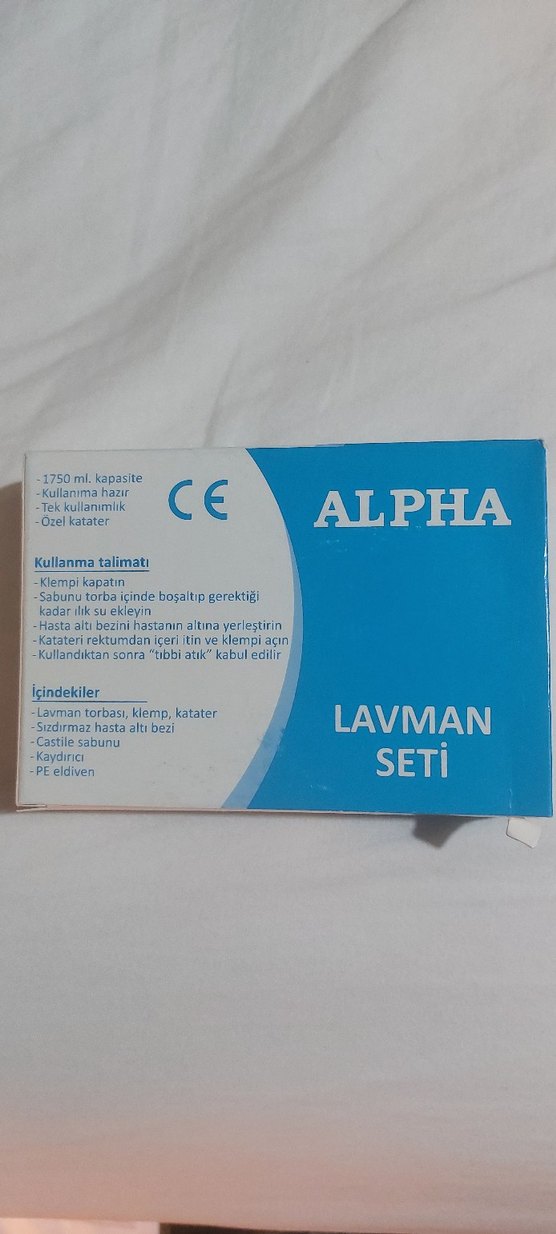 - 1750 ml. kapasite
- Kullanıma hazır
- Tek kullanımlık
- Özel katater
CE
ALPHA
Kullanma talimatı
- Klempi kapatın
- Sabunu torba içinde boşaltıp gerektiği
kadar ılık su ekleyin
- Hasta altı bezini hastanın altına yerleştirin
- Katateri rektumdan içeri itin ve klempi açın
- Kullandıktan sonra "tıbbi atık" kabul edilir
İçindekiler
- Lavman torbası, klemp, katater
- Sızdırmaz hasta altı bezi
- Castile sabunu
- Kaydırıcı
- PE eldiven
LAVMAN
SETİ